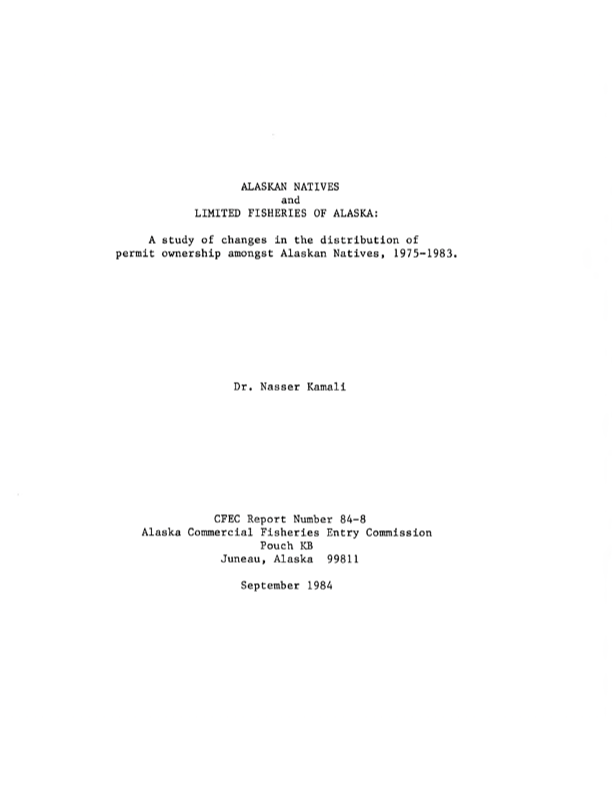 ALASKAN NATIVES
and
LIMITED FISHERIES OF ALASKA:
A study of changes in the distribution of
permit ownership amongst Alaskan Natives, 1975-1983.
Dr. Nasser Kamali
CFEC Report Number 84-8
Alaska Commercial Fisheries Entry Commission
Pouch KB
Juneau, Alaska 99811
September 1984